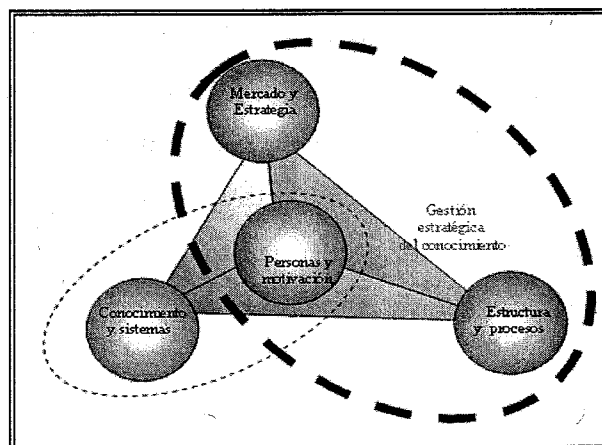 Mercado y
Estrategia
Gestión
estratégica
del conocimiento
Personas y
motivación
Conocimiento
y sistemas
Estructura
y procesos